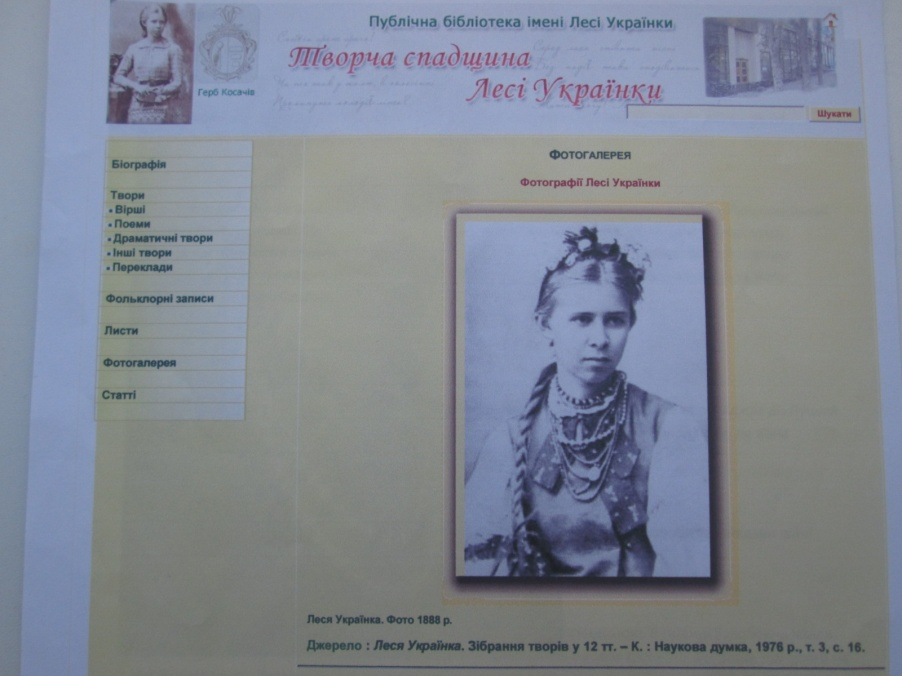 Публічна бібліотека імені Лесі Українки
Творча спадщина
Лесі Українки
Герб Косачів
Шукати
Біографія
Твори
• Вірші
• Поеми
• Драматичні твори
• Інші твори
• Переклади
Фольклорні записи
Листи
Фотогалерея
Статті
Фотогалерея
Фотографії Лесі Українки
Леся Українка. Фото 1888 р.
Джерело : Леся Українка. Зібрання творів у 12 тт. – К. : Наукова думка, 1976 р., т. 3, с. 16.